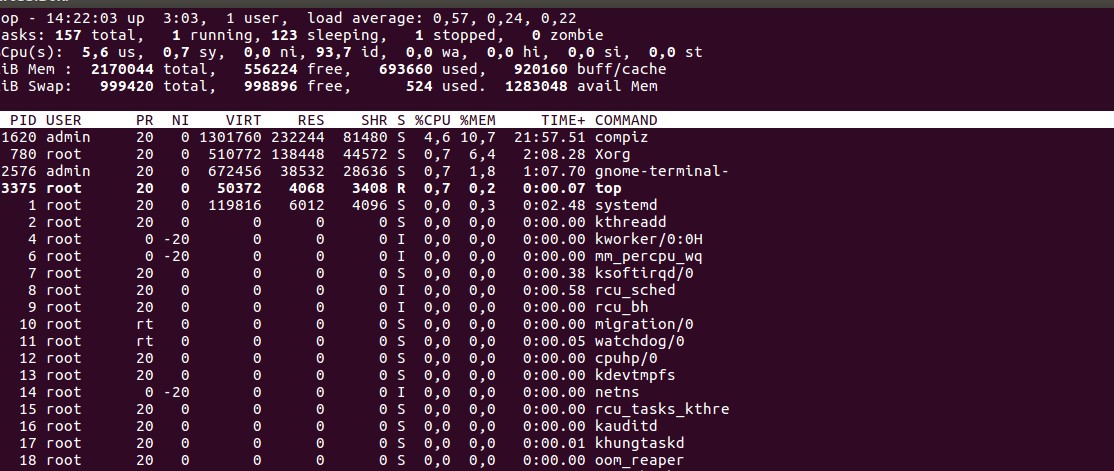 op - 14:22:03 up  3:03,  1 user,  load average: 0,57, 0,24, 0,22
asks: 157 total,   1 running, 123 sleeping,   1 stopped,   0 zombie
Cpu(s):  5,6 us,  0,7 sy,  0,0 ni, 93,7 id,  0,0 wa,  0,0 hi,  0,0 si,  0,0 st
iB Mem :  2170044 total,   556224 free,   693660 used,   920160 buff/cache
iB Swap:   999420 total,   998896 free,      524 used.  1283048 avail Mem
PID USER      PR  NI    VIRT    RES    SHR S %CPU %MEM     TIME+ COMMAND
1620 admin     20   0 1301760 232244  81480 S  4,6 10,7  21:57.51 compiz
780 root      20   0  510772 138448  44572 S  0,7  6,4   2:08.28 Xorg
2576 admin     20   0  672456  38532  28636 S  0,7  1,8   1:07.70 gnome-terminal-
3375 root      20   0   50372   4068   3408 R  0,7  0,2   0:00.07 top
1 root      20   0  119816   6012   4096 S  0,0  0,3   0:02.48 systemd
2 root      20   0       0      0      0 S  0,0  0,0   0:00.00 kthreadd
4 root       0 -20       0      0      0 I  0,0  0,0   0:00.00 kworker/0:0H
6 root       0 -20       0      0      0 I  0,0  0,0   0:00.00 mm_percpu_wq
7 root      20   0       0      0      0 S  0,0  0,0   0:00.38 ksoftirqd/0
8 root      20   0       0      0      0 I  0,0  0,0   0:00.58 rcu_sched
9 root      20   0       0      0      0 I  0,0  0,0   0:00.00 rcu_bh
10 root      rt   0       0      0      0 S  0,0  0,0   0:00.00 migration/0
11 root      rt   0       0      0      0 S  0,0  0,0   0:00.05 watchdog/0
12 root      20   0       0      0      0 S  0,0  0,0   0:00.00 cpuhp/0
13 root      20   0       0      0      0 S  0,0  0,0   0:00.00 kdevtmpfs
14 root       0 -20       0      0      0 I  0,0  0,0   0:00.00 netns
15 root      20   0       0      0      0 S  0,0  0,0   0:00.00 rcu_tasks_kthre
16 root      20   0       0      0      0 S  0,0  0,0   0:00.00 kauditd
17 root      20   0       0      0      0 S  0,0  0,0   0:00.01 khungtaskd
18 root      20   0       0      0      0 S  0,0  0,0   0:00.00 oom_reaper